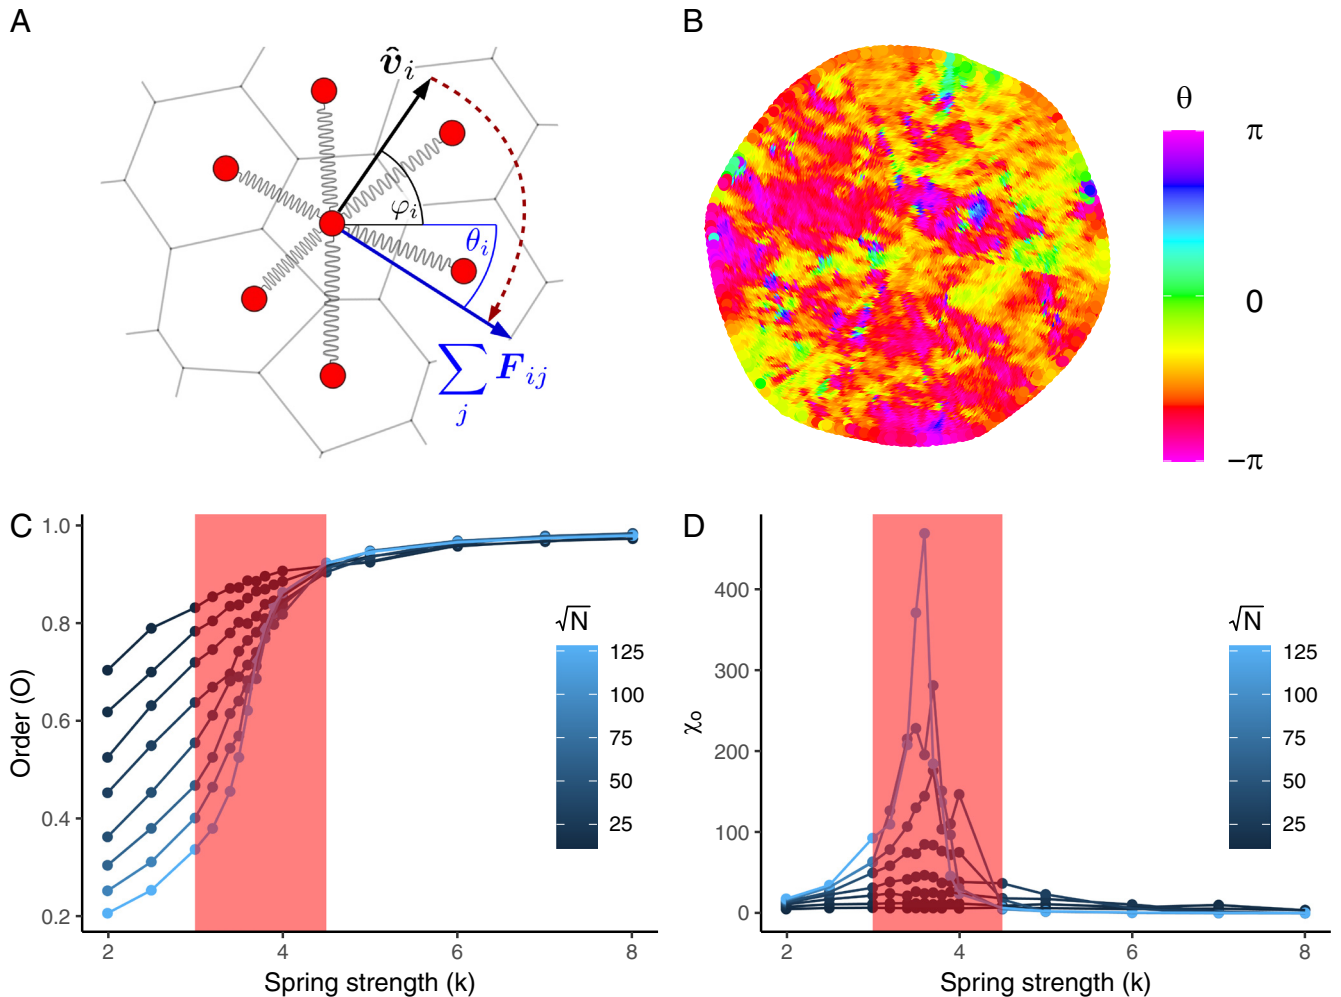 A
v̂ᵢ
φᵢ
θᵢ
∑ Fᵢⱼ
j
B
θ
π
0
−π
C
1.0
0.8
0.6
0.4
0.2
Order (O)
2
4
6
8
Spring strength (k)
√N
125
100
75
50
25
D
400
300
200
100
0
χₒ
2
4
6
8
Spring strength (k)
√N
125
100
75
50
25